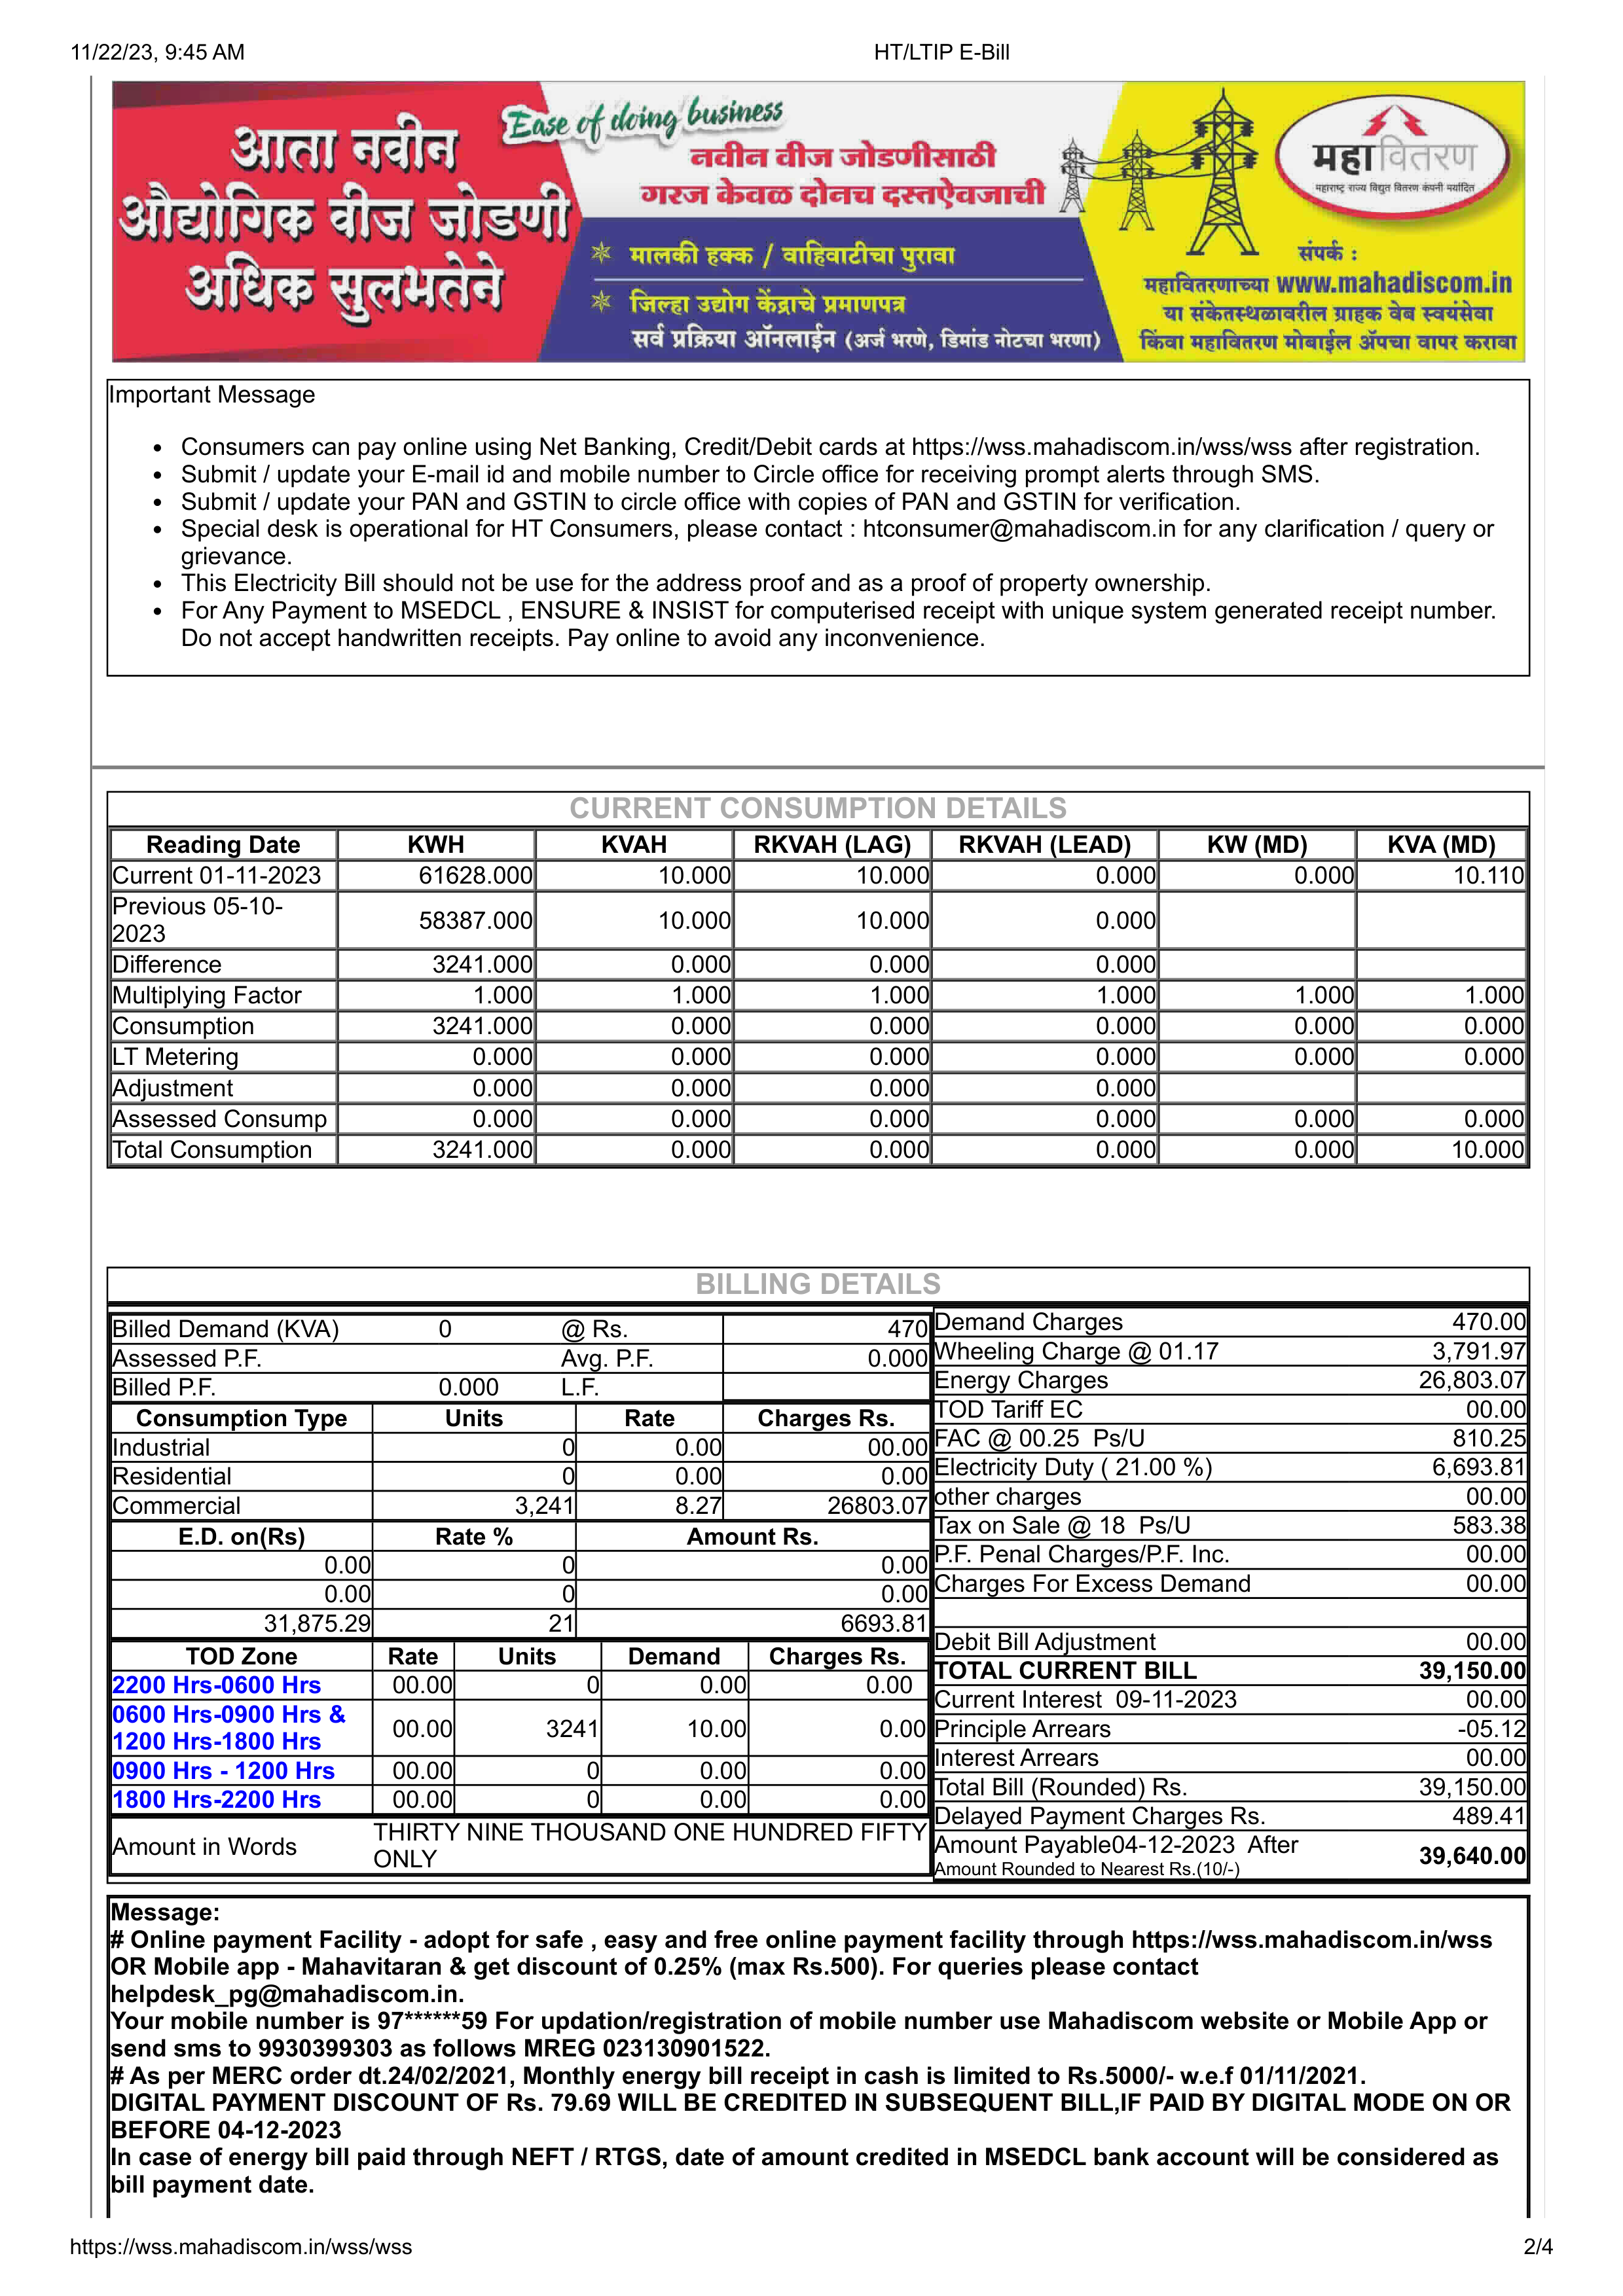 11/22/23, 9:45 AM HT/LTIP E-Bill
आता नवीन
औद्योगिक वीज जोडणी
अधिक सुलभतेने
Ease of doing business
नवीन वीज जोडणीसाठी
गरज केवळ दोनच दस्तऐवजाची
मालकी हक्क / वाहिवाटीचा पुरावा
जिल्हा उद्योग केंद्राचे प्रमाणपत्र
सर्व प्रक्रिया ऑनलाईन (अर्ज भरणे, डिमांड नोटचा भरणा)
महावितरण
महाराष्ट्र राज्य विद्युत वितरण कंपनी मर्यादित
संपर्क :
महावितरणाच्या www.mahadiscom.in
या संकेतस्थळावरील ग्राहक वेब स्वयंसेवा
किंवा महावितरण मोबाईल ॲपचा वापर करावा
Important Message
• Consumers can pay online using Net Banking, Credit/Debit cards at https://wss.mahadiscom.in/wss/wss after registration.
• Submit / update your E-mail id and mobile number to Circle office for receiving prompt alerts through SMS.
• Submit / update your PAN and GSTIN to circle office with copies of PAN and GSTIN for verification.
• Special desk is operational for HT Consumers, please contact : htconsumer@mahadiscom.in for any clarification / query or
grievance.
• This Electricity Bill should not be use for the address proof and as a proof of property ownership.
• For Any Payment to MSEDCL , ENSURE & INSIST for computerised receipt with unique system generated receipt number.
Do not accept handwritten receipts. Pay online to avoid any inconvenience.
CURRENT CONSUMPTION DETAILS
Reading Date KWH KVAH RKVAH (LAG) RKVAH (LEAD) KW (MD) KVA (MD)
Current 01-11-2023 61628.000 10.000 10.000 0.000 0.000 10.110
Previous 05-10-
2023 58387.000 10.000 10.000 0.000
Difference 3241.000 0.000 0.000 0.000
Multiplying Factor 1.000 1.000 1.000 1.000 1.000 1.000
Consumption 3241.000 0.000 0.000 0.000 0.000 0.000
LT Metering 0.000 0.000 0.000 0.000 0.000 0.000
Adjustment 0.000 0.000 0.000 0.000
Assessed Consump 0.000 0.000 0.000 0.000 0.000 0.000
Total Consumption 3241.000 0.000 0.000 0.000 0.000 10.000
BILLING DETAILS
Billed Demand (KVA) 0 @ Rs. 470
Assessed P.F. Avg. P.F. 0.000
Billed P.F. 0.000 L.F.
Consumption Type Units Rate Charges Rs.
Industrial 0 0.00 00.00
Residential 0 0.00 0.00
Commercial 3,241 8.27 26803.07
E.D. on(Rs) Rate % Amount Rs.
0.00 0 0.00
0.00 0 0.00
31,875.29 21 6693.81
TOD Zone Rate Units Demand Charges Rs.
2200 Hrs-0600 Hrs 00.00 0 0.00 0.00
0600 Hrs-0900 Hrs &
1200 Hrs-1800 Hrs 00.00 3241 10.00 0.00
0900 Hrs - 1200 Hrs 00.00 0 0.00 0.00
1800 Hrs-2200 Hrs 00.00 0 0.00 0.00
Amount in Words THIRTY NINE THOUSAND ONE HUNDRED FIFTY
ONLY
Demand Charges 470.00
Wheeling Charge @ 01.17 3,791.97
Energy Charges 26,803.07
TOD Tariff EC 00.00
FAC @ 00.25 Ps/U 810.25
Electricity Duty ( 21.00 %) 6,693.81
other charges 00.00
Tax on Sale @ 18 Ps/U 583.38
P.F. Penal Charges/P.F. Inc. 00.00
Charges For Excess Demand 00.00
Debit Bill Adjustment 00.00
TOTAL CURRENT BILL 39,150.00
Current Interest 09-11-2023 00.00
Principle Arrears -05.12
Interest Arrears 00.00
Total Bill (Rounded) Rs. 39,150.00
Delayed Payment Charges Rs. 489.41
Amount Payable04-12-2023 After 39,640.00
Amount Rounded to Nearest Rs.(10/-)
Message:
# Online payment Facility - adopt for safe , easy and free online payment facility through https://wss.mahadiscom.in/wss
OR Mobile app - Mahavitaran & get discount of 0.25% (max Rs.500). For queries please contact
helpdesk_pg@mahadiscom.in.
Your mobile number is 97******59 For updation/registration of mobile number use Mahadiscom website or Mobile App or
send sms to 9930399303 as follows MREG 023130901522.
# As per MERC order dt.24/02/2021, Monthly energy bill receipt in cash is limited to Rs.5000/- w.e.f 01/11/2021.
DIGITAL PAYMENT DISCOUNT OF Rs. 79.69 WILL BE CREDITED IN SUBSEQUENT BILL,IF PAID BY DIGITAL MODE ON OR
BEFORE 04-12-2023
In case of energy bill paid through NEFT / RTGS, date of amount credited in MSEDCL bank account will be considered as
bill payment date.
https://wss.mahadiscom.in/wss/wss 2/4